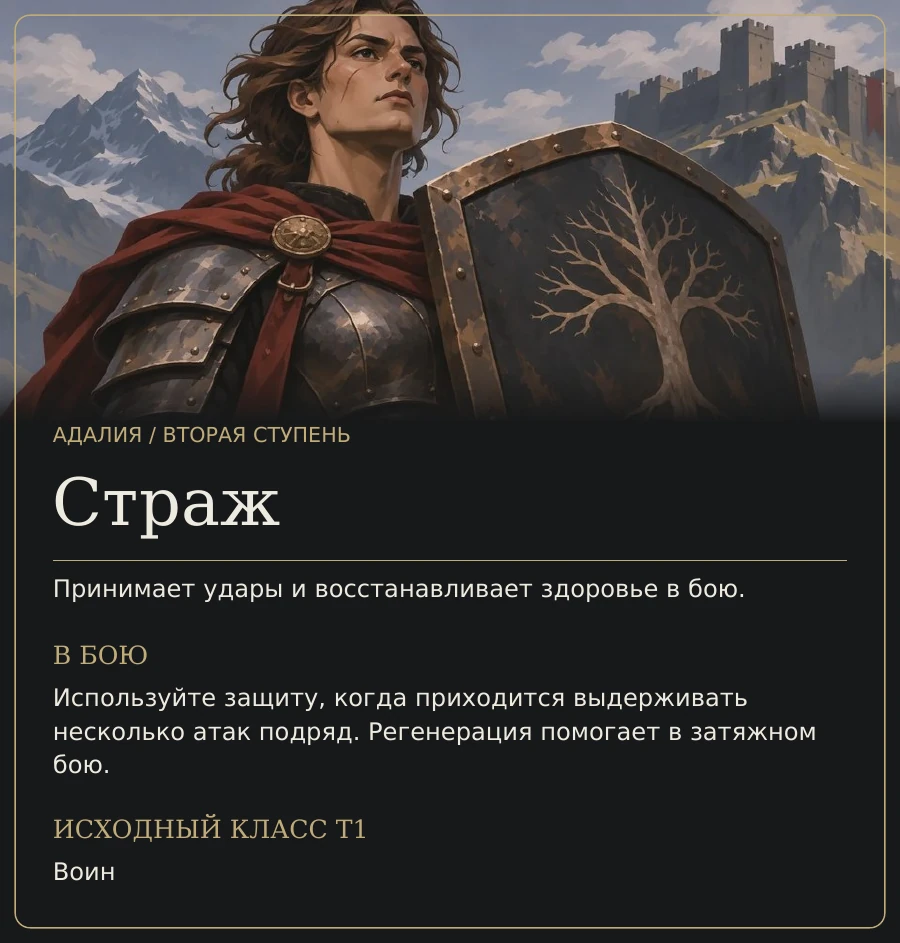 АДАЛИЯ / ВТОРАЯ СТУПЕНЬ
Страж
Принимает удары и восстанавливает здоровье в бою.
В БОЮ
Используйте защиту, когда приходится выдерживать
несколько атак подряд. Регенерация помогает в затяжном
бою.
ИСХОДНЫЙ КЛАСС Т1
Воин